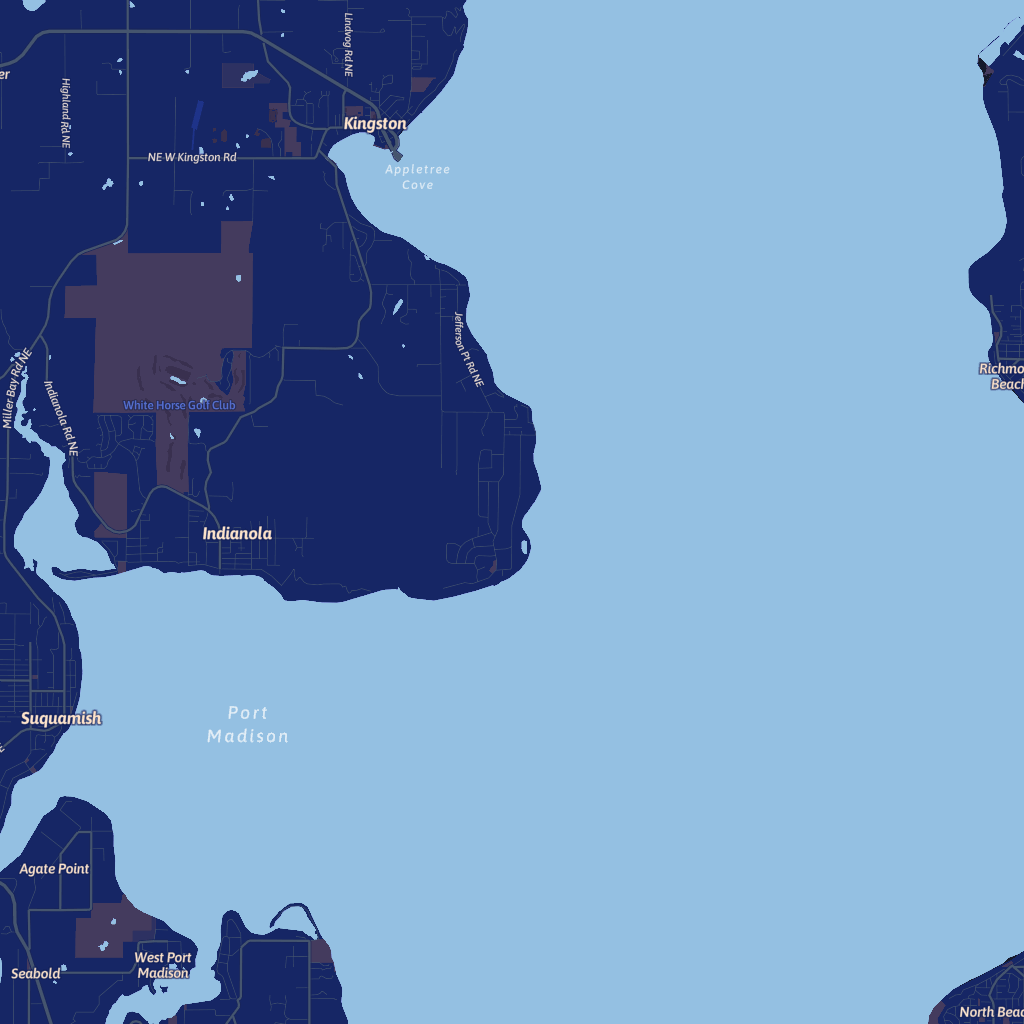 Lindvog Rd NE
er
Highland Rd NE
Kingston
NE W Kingston Rd
Appletree
Cove
Jefferson Pt Rd NE
Miller Bay Rd NE
Indianola Rd NE
White Horse Golf Club
Richmo
Beach
Indianola
Port
Madison
Suquamish
E
Agate Point
West Port
Madison
Seabold
North Beac